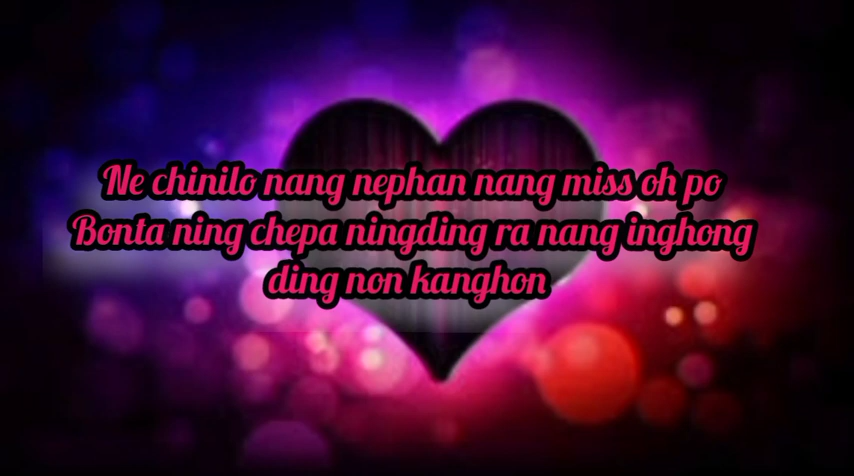 Ne chinilo nang nephan nang miss oh po
Bonta ning chepa ningding ra nang inghong
ding non kanghon